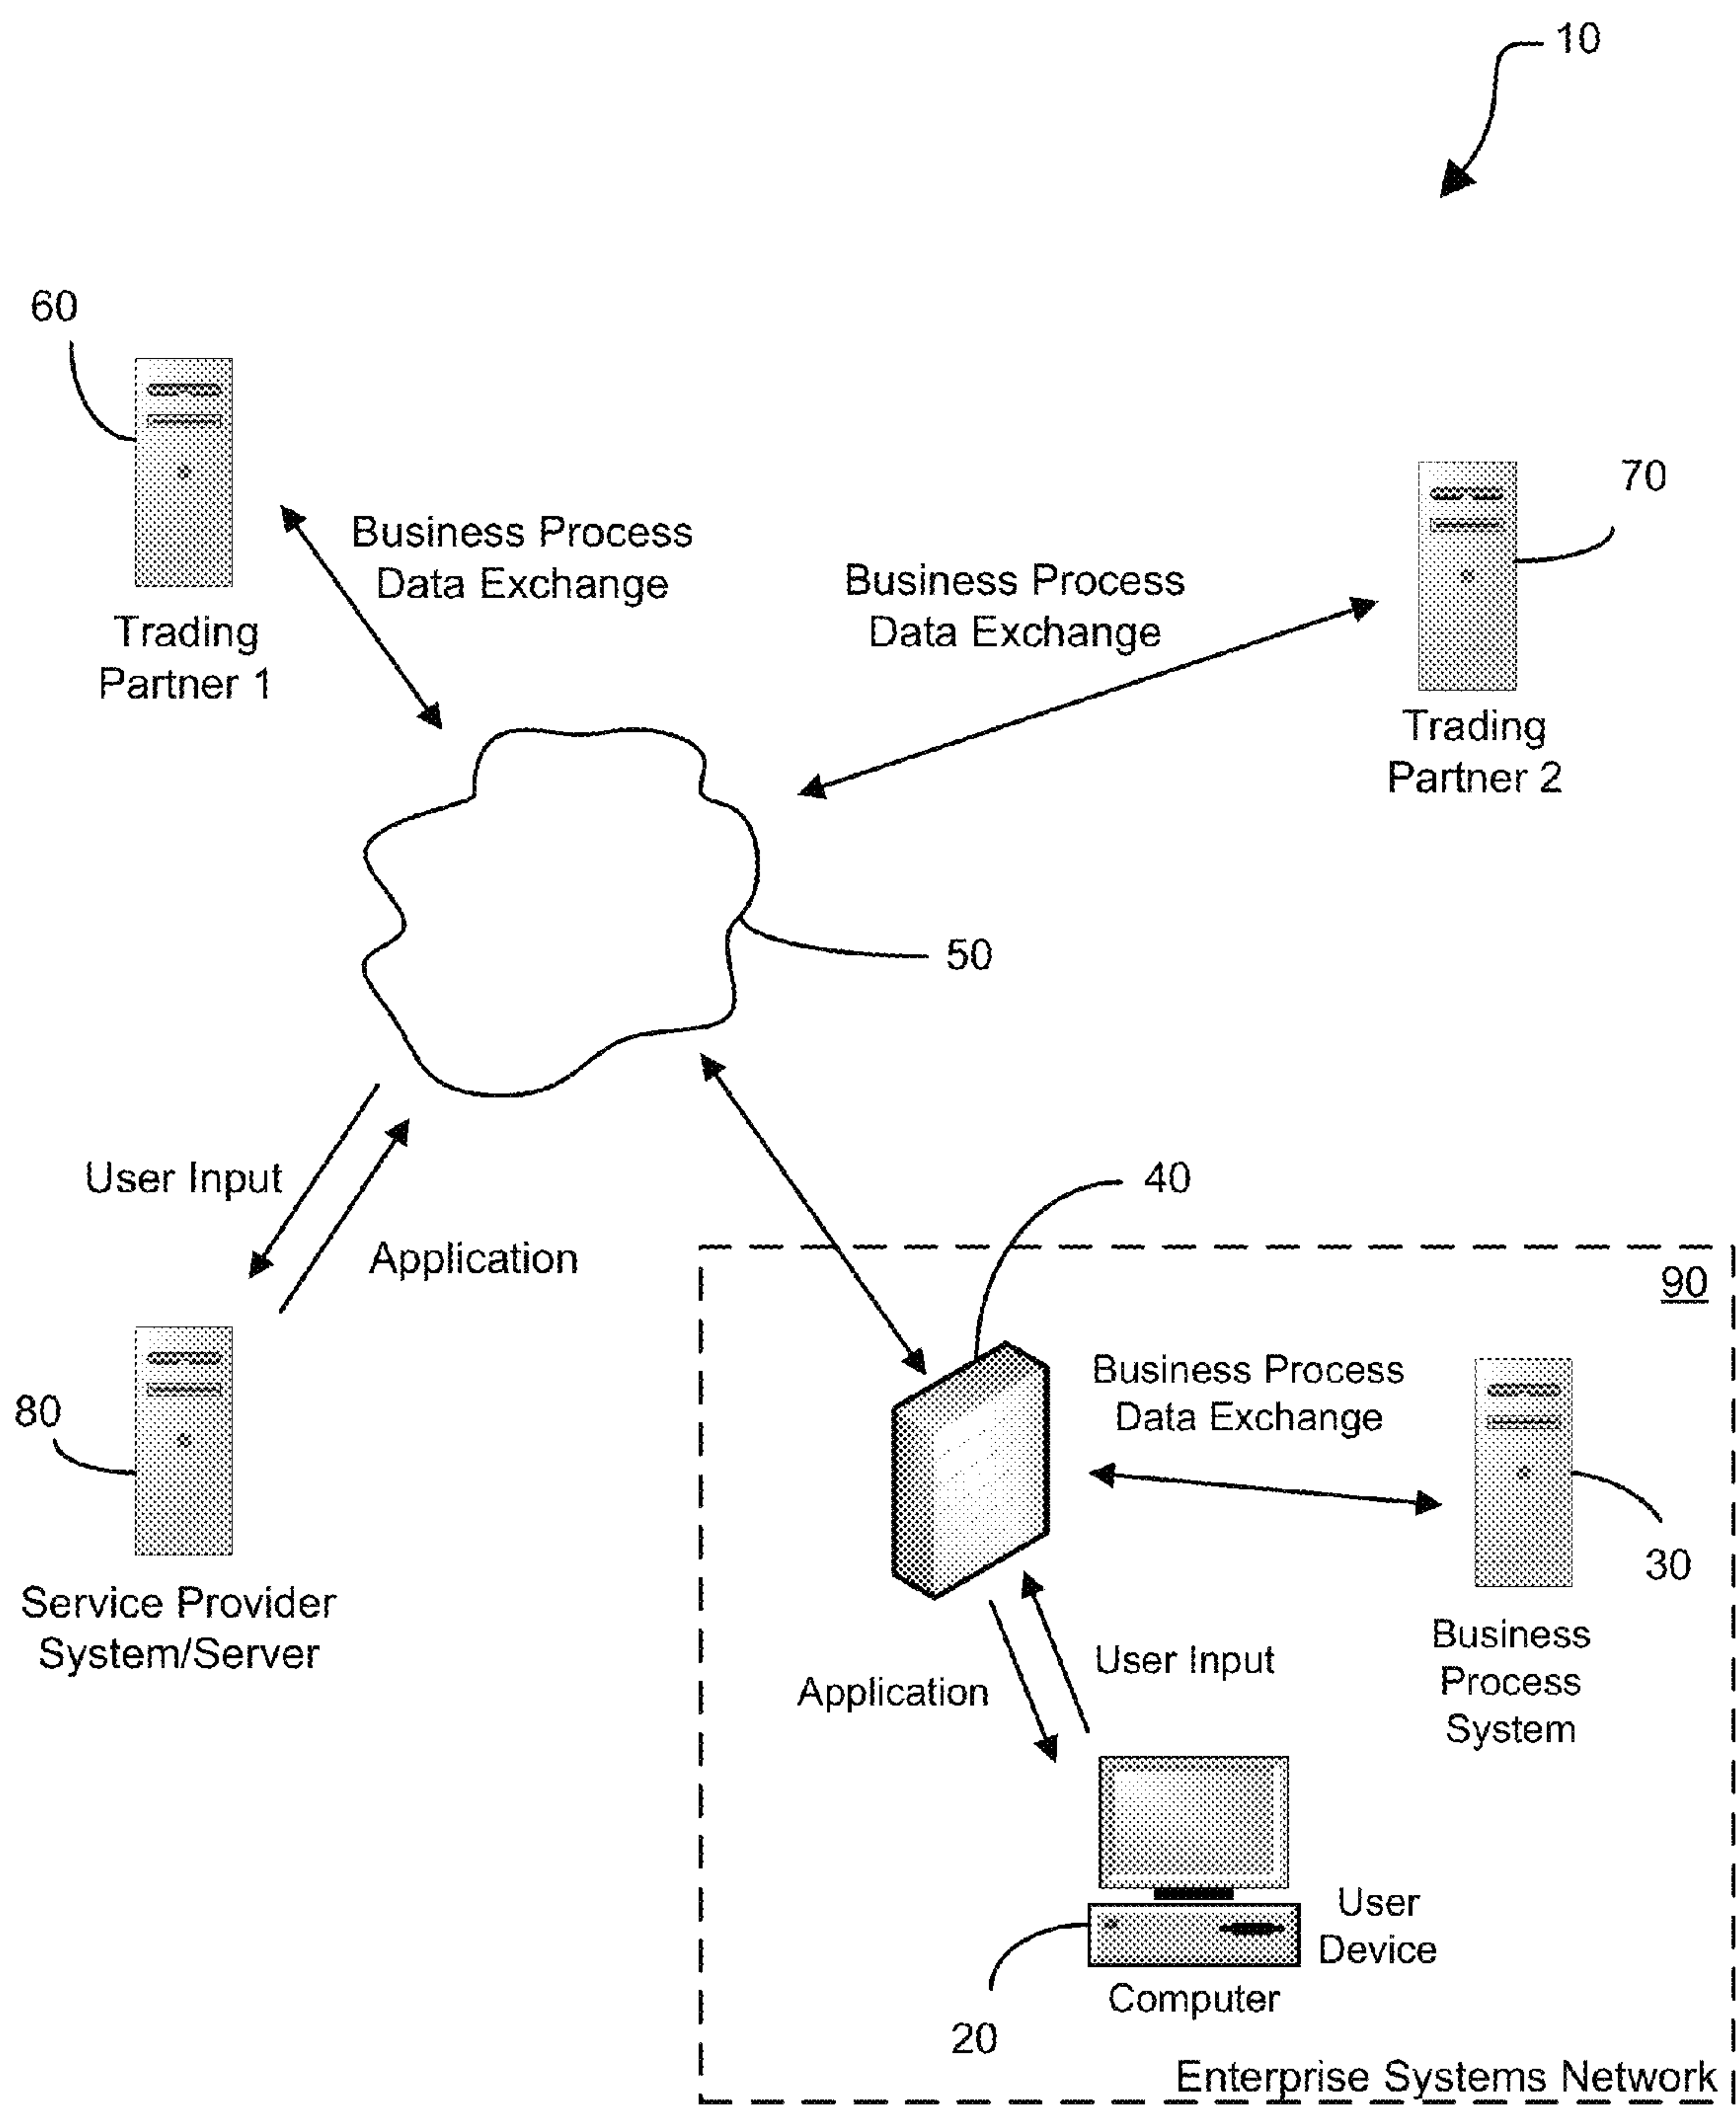 10
60
Business Process
Data Exchange
Trading
Partner 1
70
Business Process
Data Exchange
Trading
Partner 2
50
User Input
Application
80
Service Provider
System/Server
40
90
Business Process
Data Exchange
30
Business
Process
System
Application
User Input
User
Device
Computer
20
Enterprise Systems Network